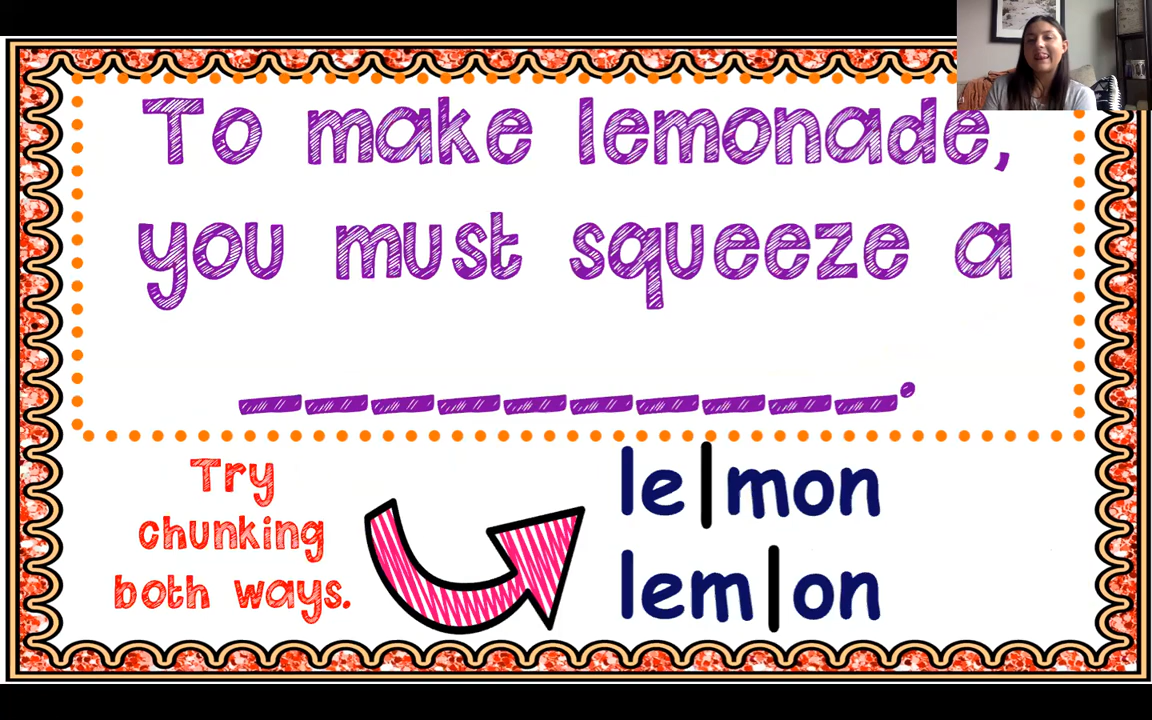 To make lemonade,
you must squeeze a
__________.
Try
chunking
both ways.
le|mon
lem|on